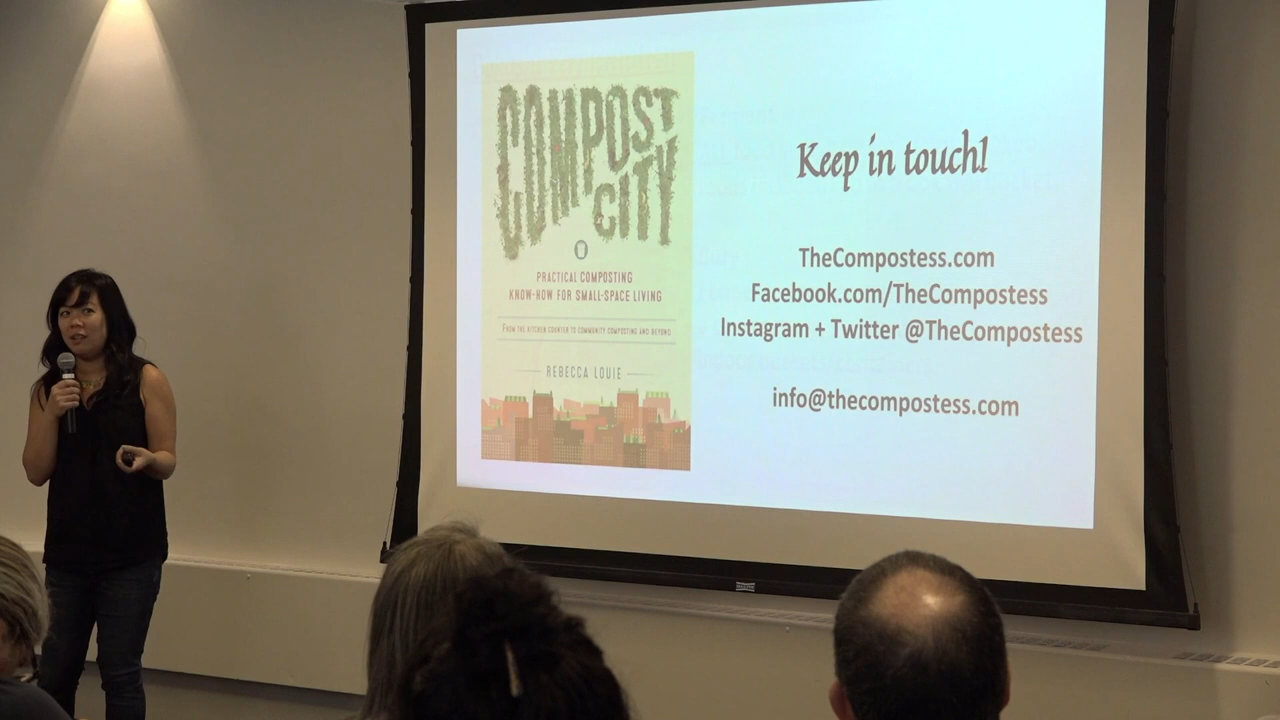 COMPOST
CITY
PRACTICAL COMPOSTING
KNOW-HOW FOR SMALL-SPACE LIVING
FROM THE KITCHEN COUNTER TO COMMUNITY COMPOSTING AND BEYOND
REBECCA LOUIE
Keep in touch!
TheCompostess.com
Facebook.com/TheCompostess
Instagram + Twitter @TheCompostess
info@thecompostess.com